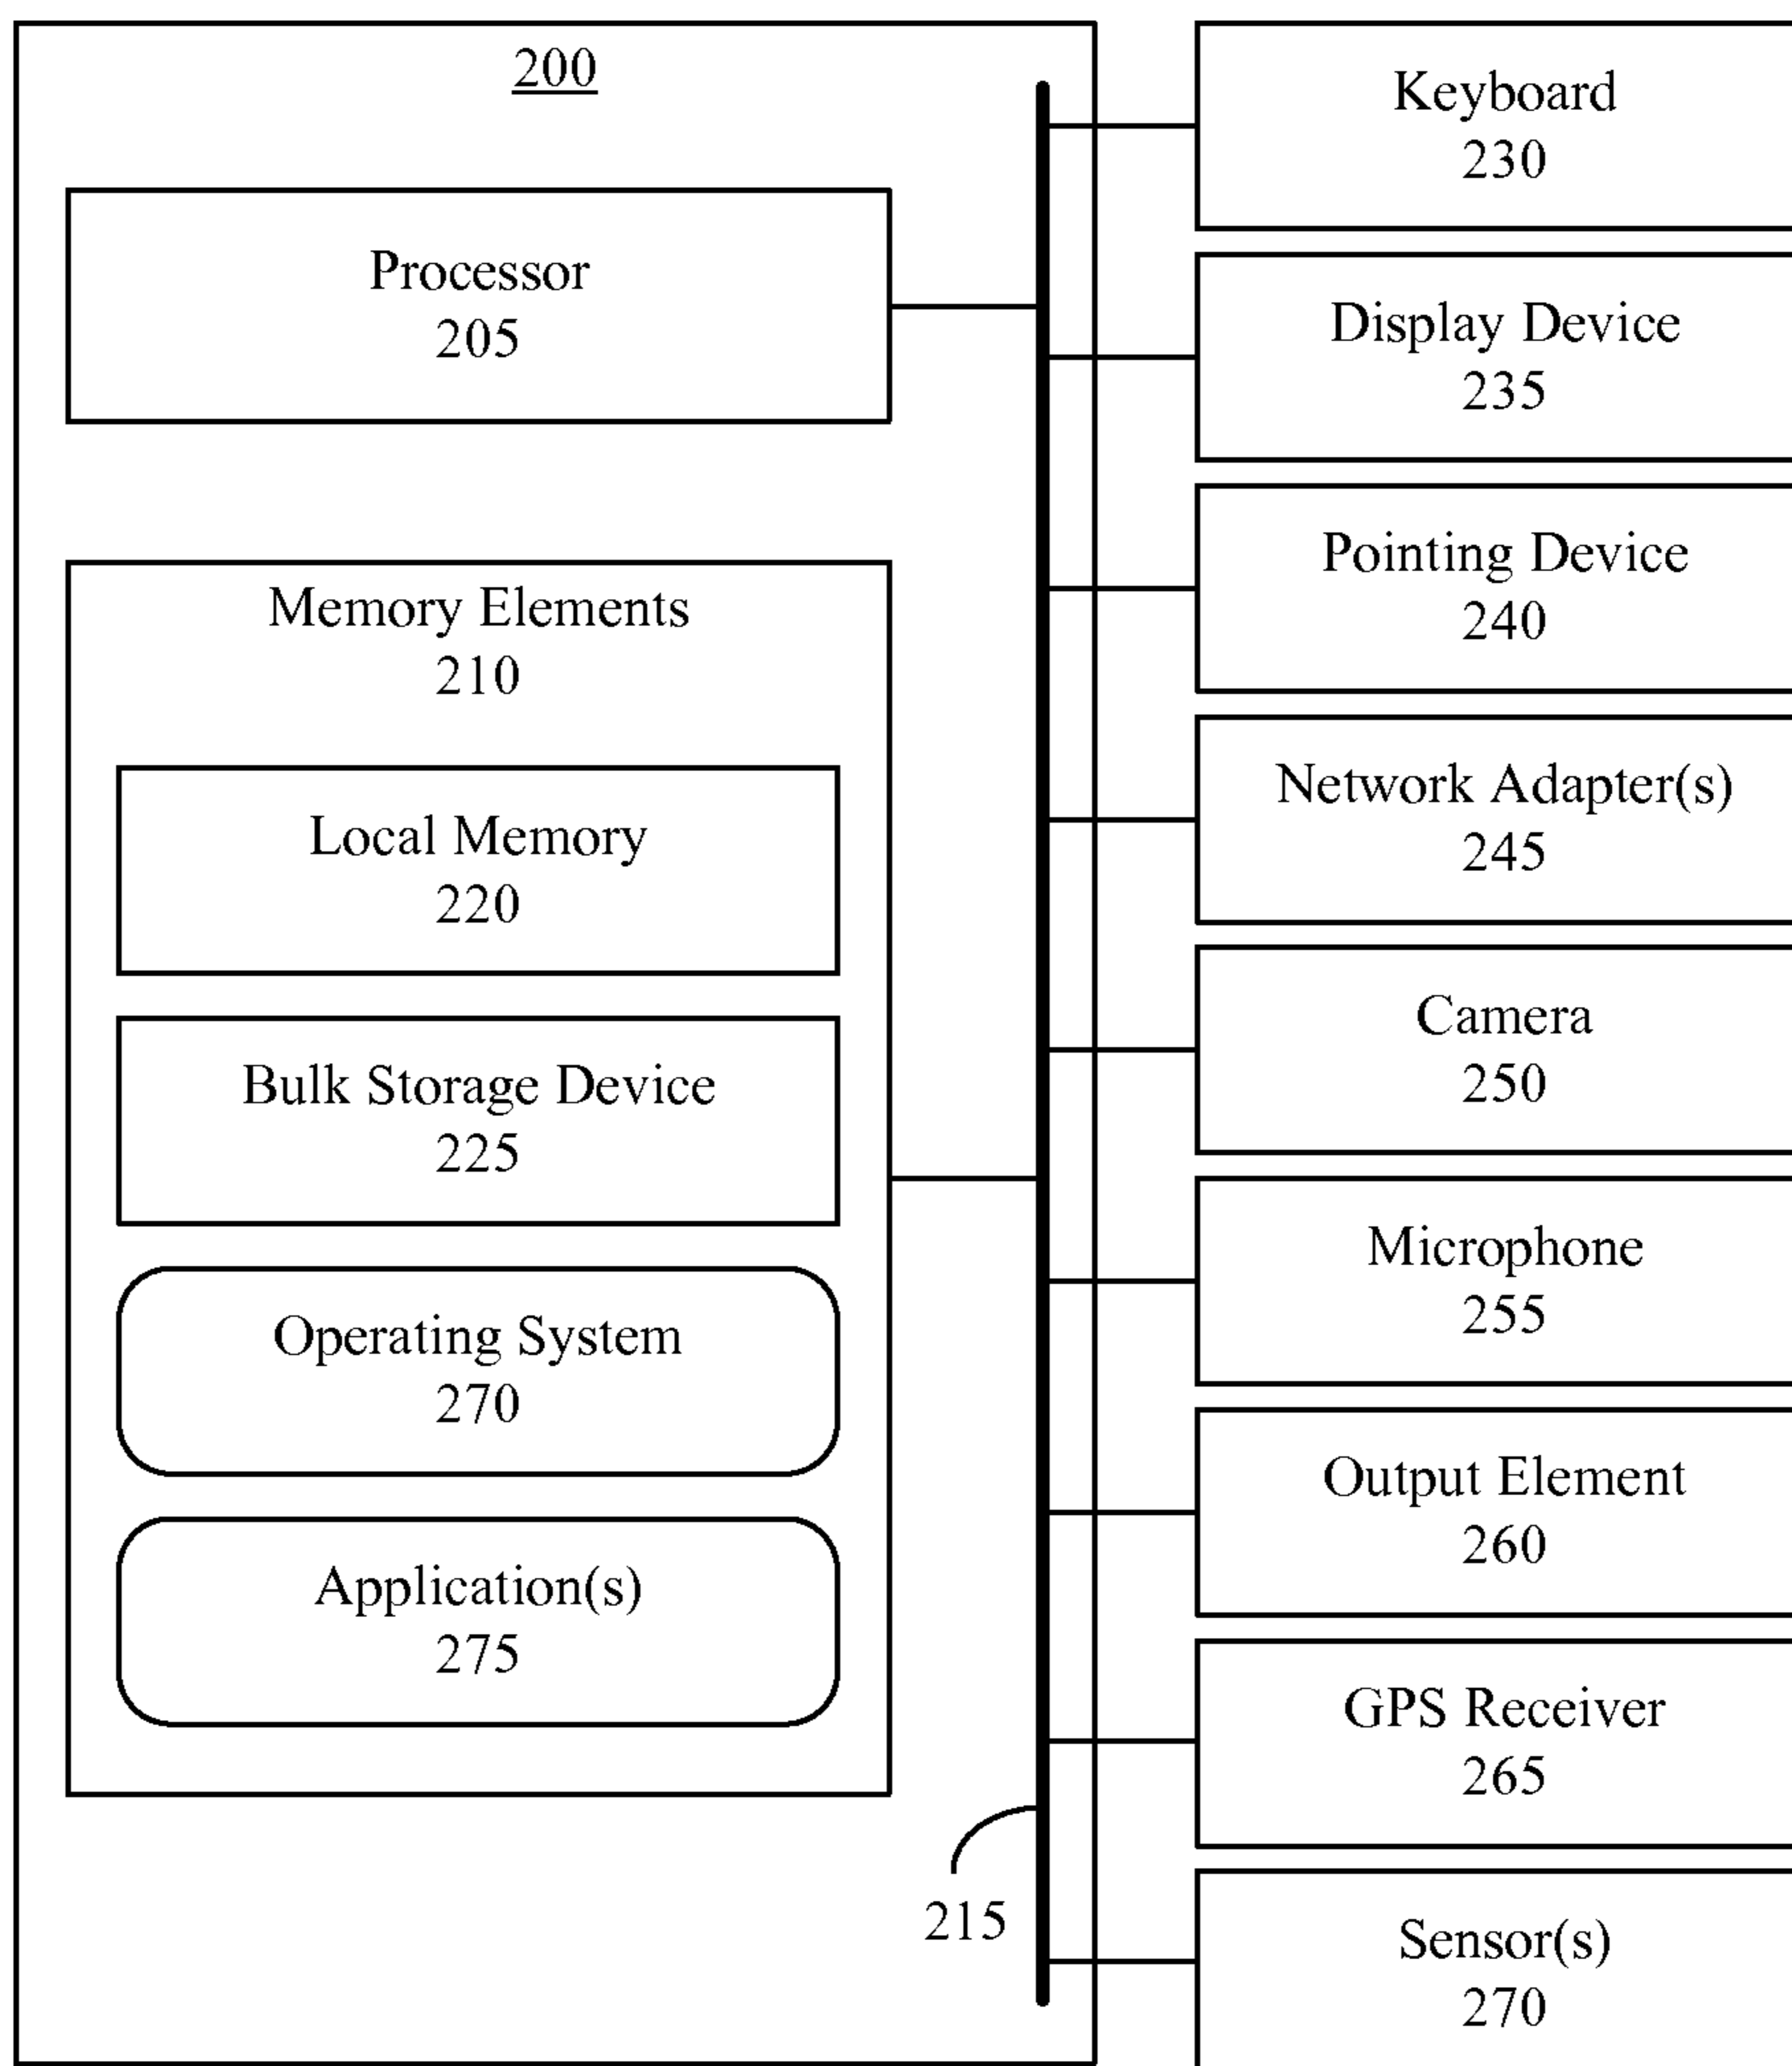 200
Processor
205
Memory Elements
210
Local Memory
220
Bulk Storage Device
225
Operating System
270
Application(s)
275
215
Keyboard
230
Display Device
235
Pointing Device
240
Network Adapter(s)
245
Camera
250
Microphone
255
Output Element
260
GPS Receiver
265
Sensor(s)
270